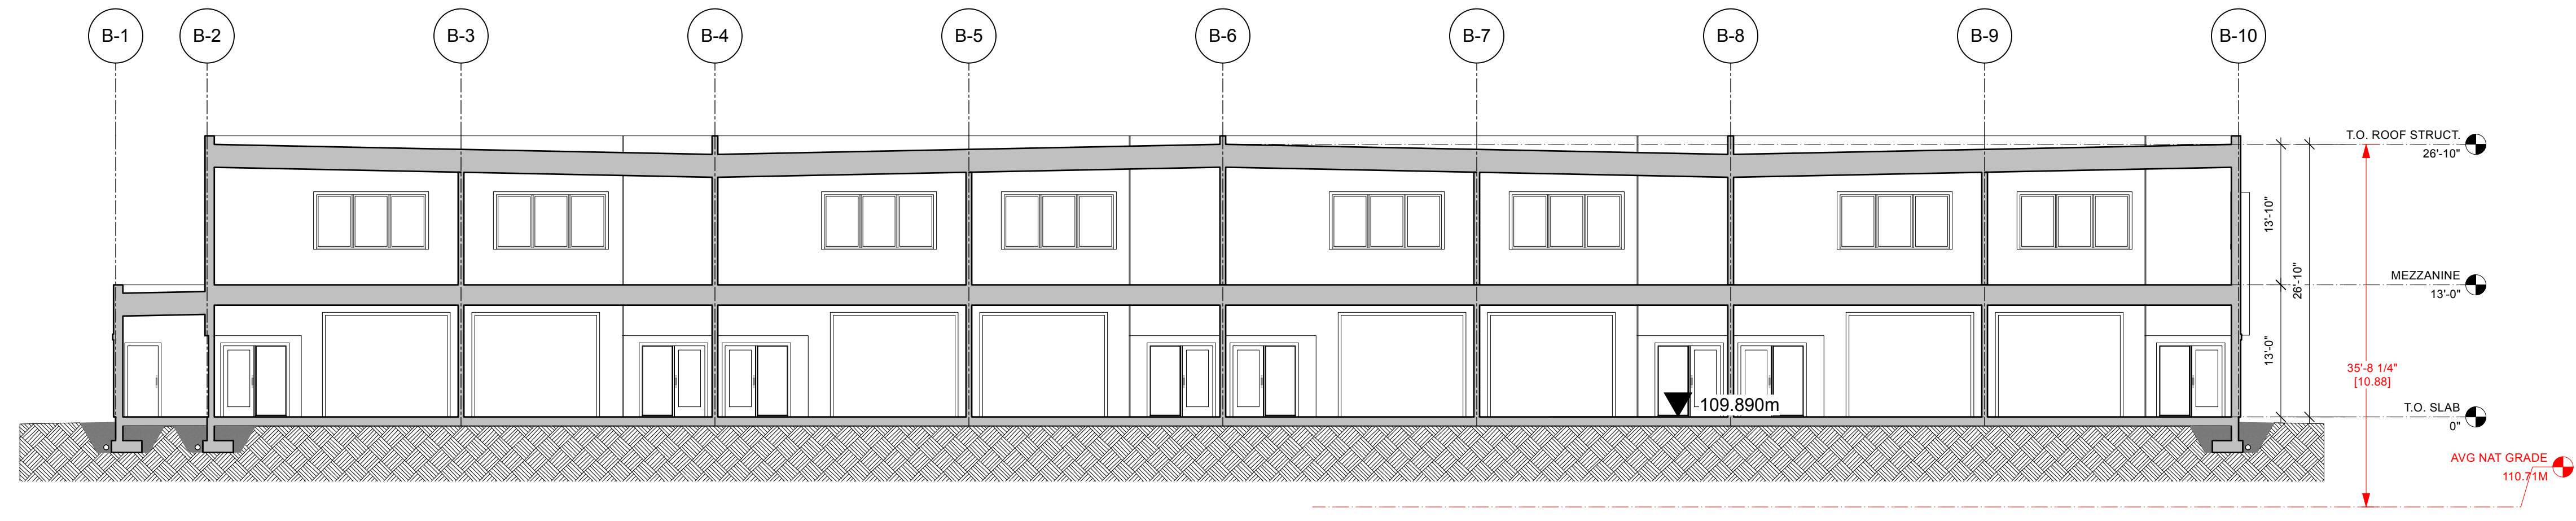 B-1
B-2
B-3
B-4
B-5
B-6
B-7
B-8
B-9
B-10
T.O. ROOF STRUCT.
26'-10"
13'-10"
26'-10"
MEZZANINE
13'-0"
13'-0"
35'-8 1/4"
[10.88]
109.890m
T.O. SLAB
0"
AVG NAT GRADE
110.71M